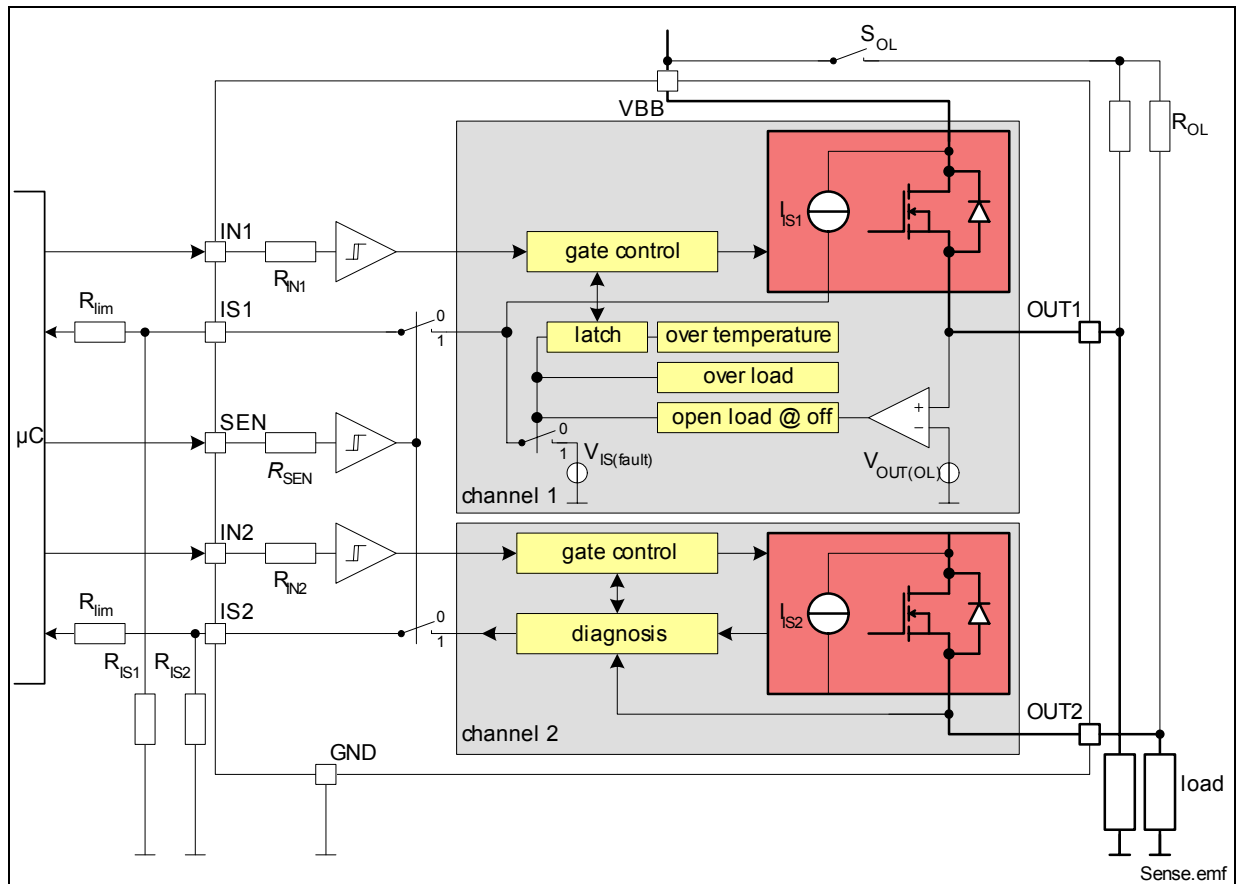 S_OL
VBB
R_OL
IN1
R_IN1
gate control
I_IS1
R_lim
IS1
0
1
OUT1
latch
over temperature
over load
open load @ off
+
−
µC
SEN
R_SEN
0
1
V_IS(fault)
V_OUT(OL)
channel 1
IN2
R_IN2
gate control
I_IS2
R_lim
IS2
0
1
diagnosis
R_IS1
R_IS2
OUT2
channel 2
GND
load
Sense.emf